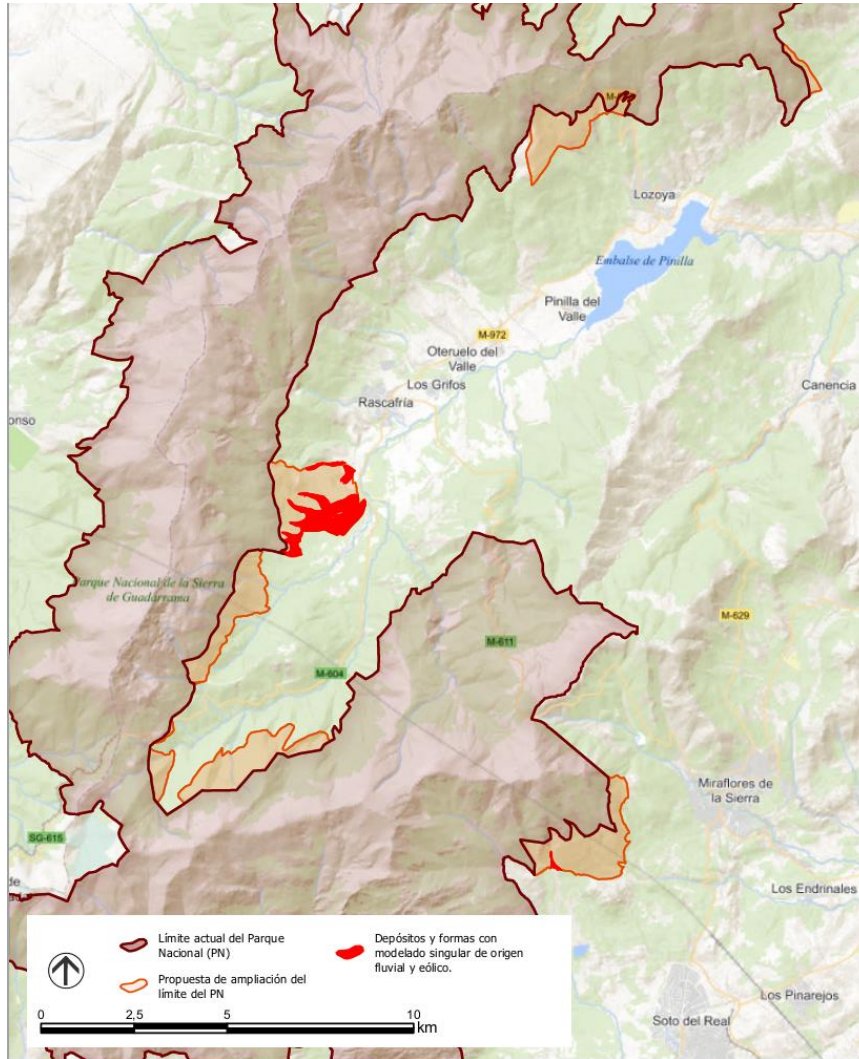 Lozoya
Embalse de Pinilla
Pinilla del
Valle
M-972
Oteruelo del
Valle
Los Grifos
Canencia
Rascafría
onso
Parque Nacional de la Sierra
de Guadarrama
M-629
M-611
M-604
Miraflores de
la Sierra
SG-615
de
Los Endrinales
Límite actual del Parque
Nacional (PN)
Propuesta de ampliación del
límite del PN
Depósitos y formas con
modelado singular de origen
fluvial y eólico.
0
2,5
5
10
km
Los Pinarejos
Soto del Real